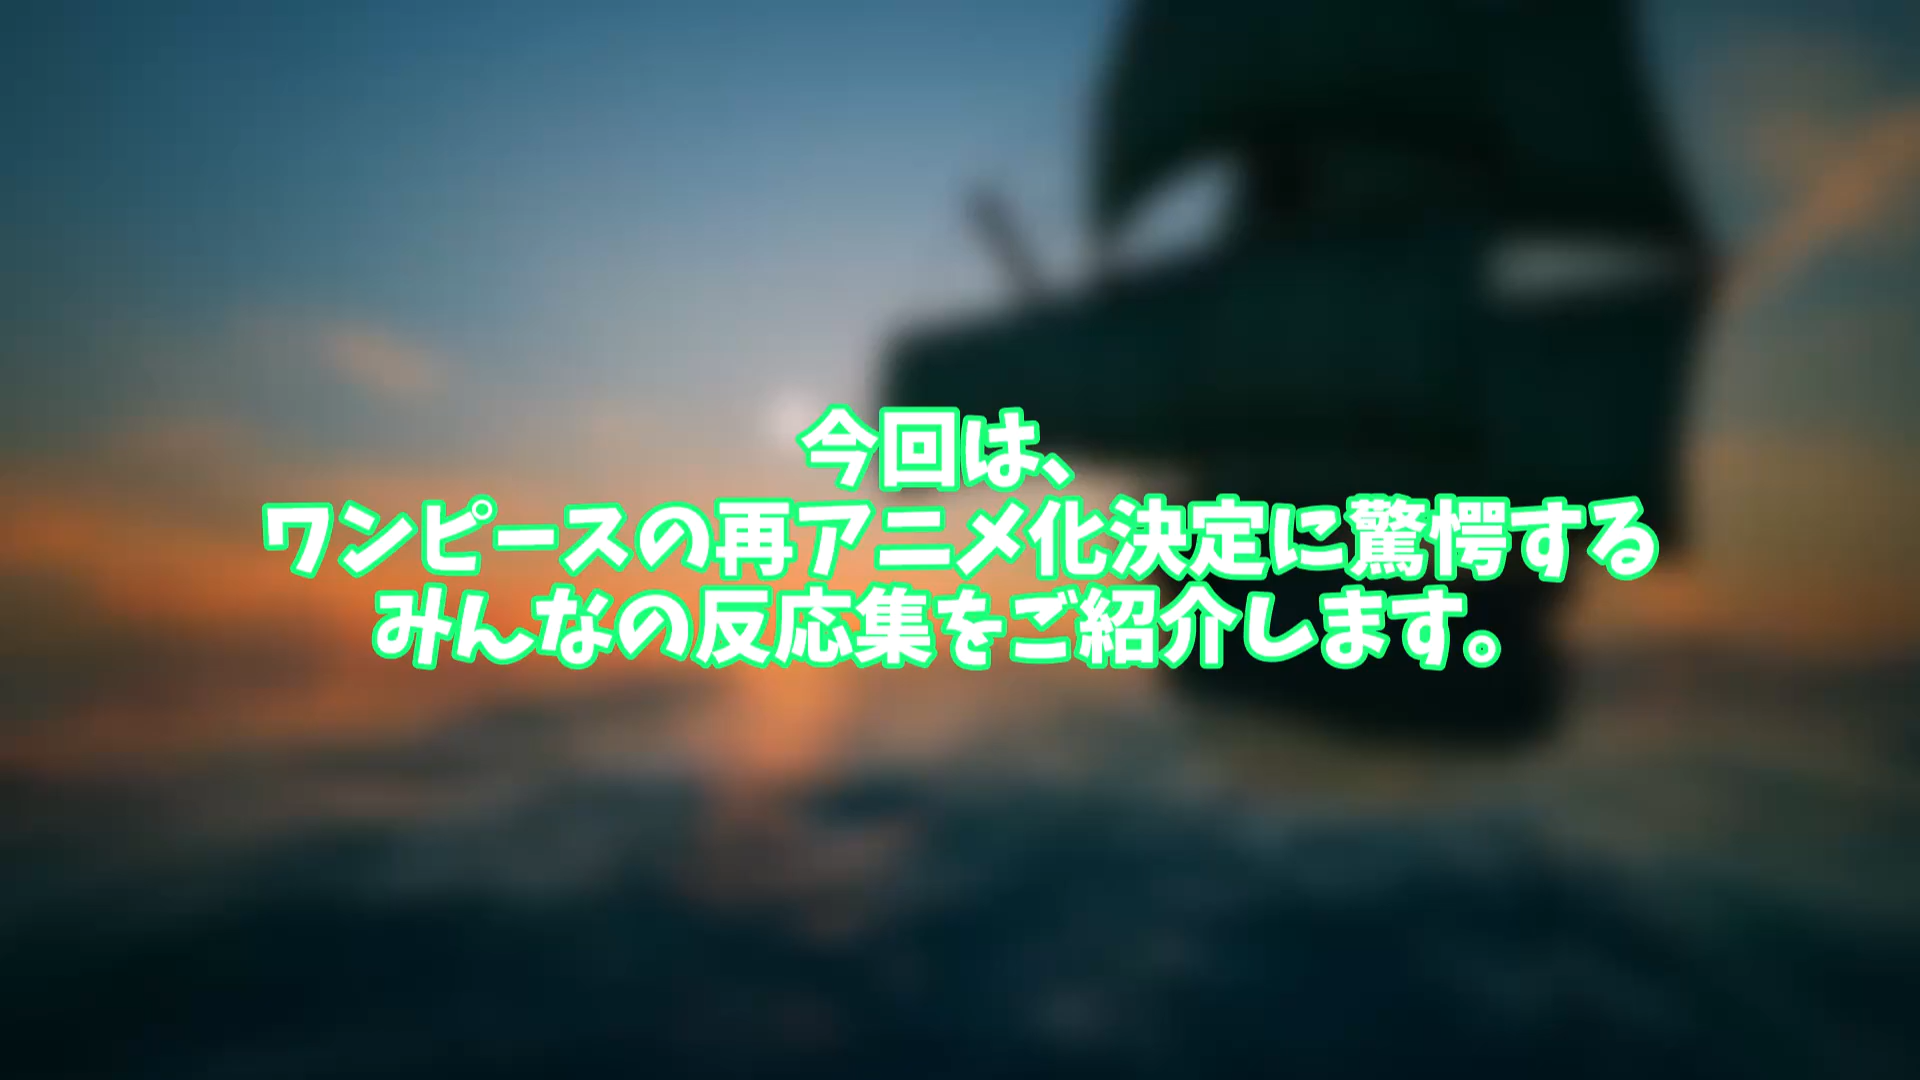 今回は、
ワンピースの再アニメ化決定に驚愕する
みんなの反応集をご紹介します。